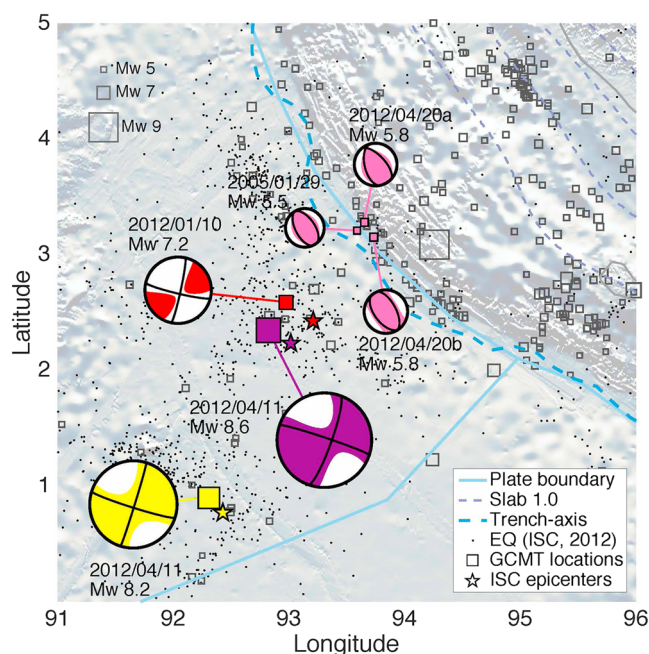 5
4
3
2
1
91
92
93
94
95
96
Latitude
Longitude
Mw 5
Mw 7
Mw 9
2012/04/20a
Mw 5.8
2005/01/29
Mw 5.5
2012/01/10
Mw 7.2
2012/04/20b
Mw 5.8
2012/04/11
Mw 8.6
2012/04/11
Mw 8.2
Plate boundary
Slab 1.0
Trench-axis
EQ (ISC, 2012)
GCMT locations
ISC epicenters